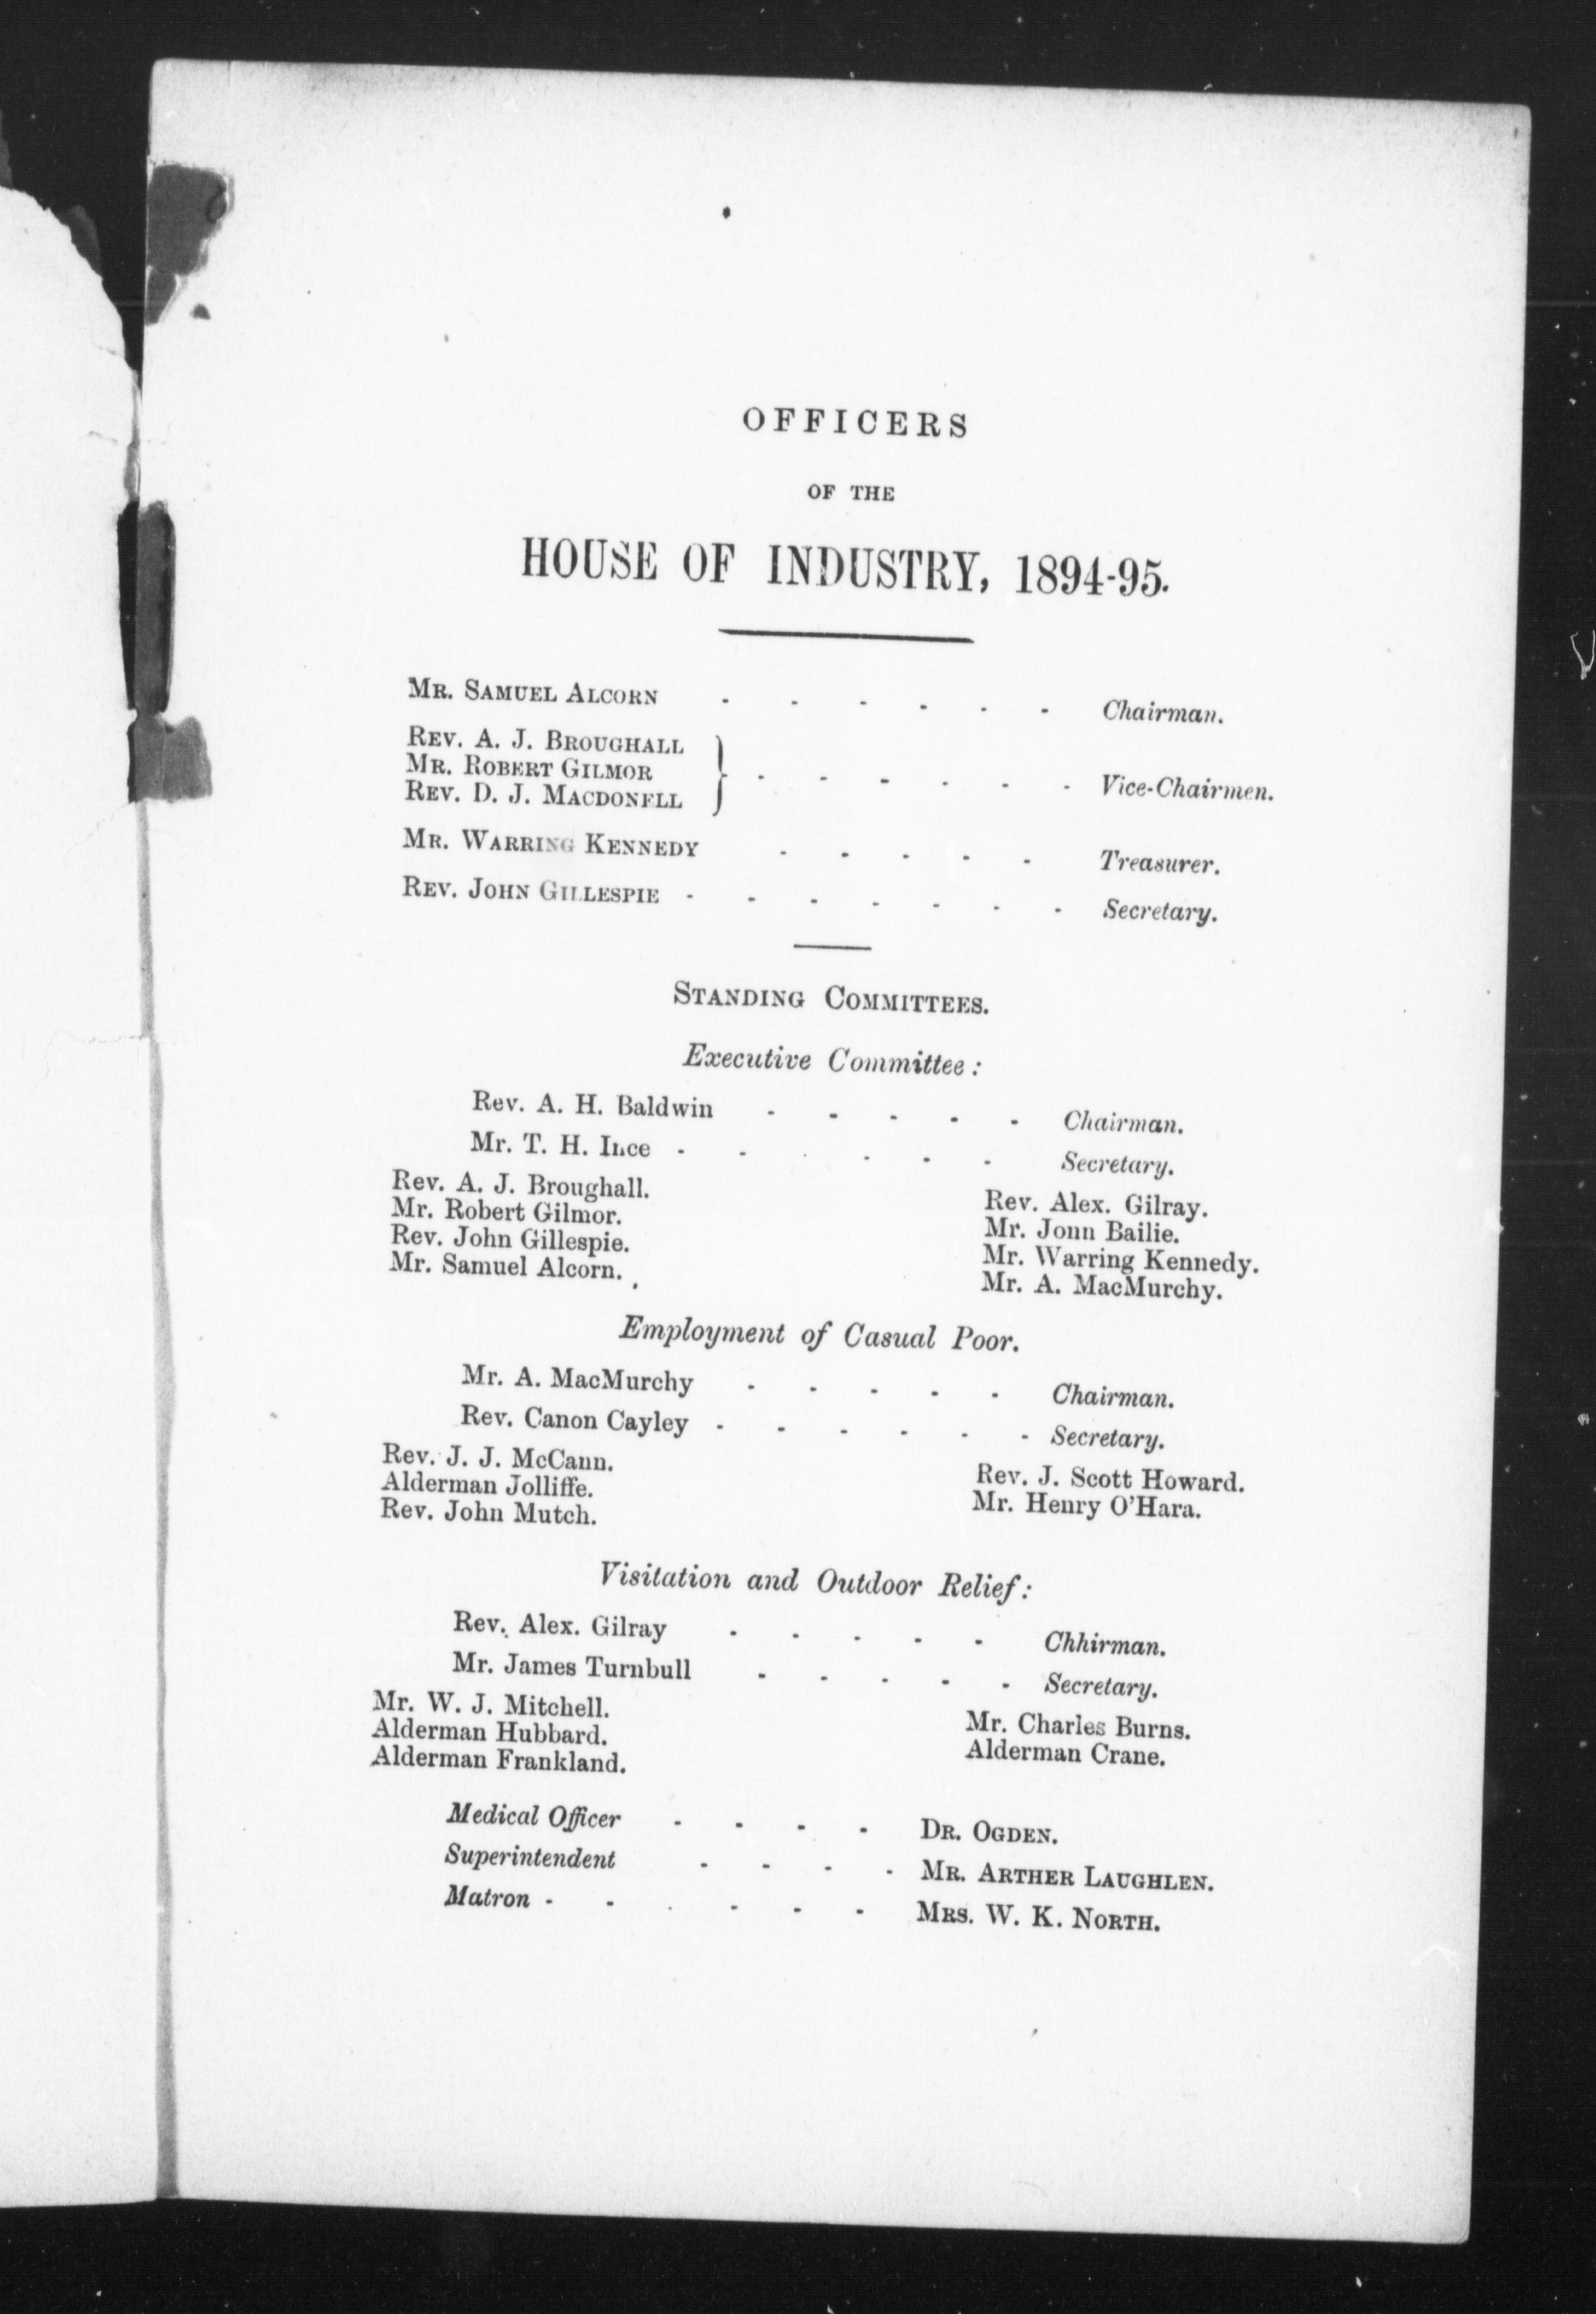 OFFICERS
OF THE
HOUSE OF INDUSTRY, 1894-95.
MR. SAMUEL ALCORN - - - - - - Chairman.
REV. A. J. BROUGHALL
MR. ROBERT GILMOR } - - - - - - Vice-Chairmen.
REV. D. J. MACDONELL
MR. WARRING KENNEDY - - - - - Treasurer.
REV. JOHN GILLESPIE - - - - - - - Secretary.
STANDING COMMITTEES.
Executive Committee:
Rev. A. H. Baldwin - - - - - Chairman.
Mr. T. H. Ince - - - - - - Secretary.
Rev. A. J. Broughall. Rev. Alex. Gilray.
Mr. Robert Gilmor. Mr. Jonn Bailie.
Rev. John Gillespie. Mr. Warring Kennedy.
Mr. Samuel Alcorn. Mr. A. MacMurchy.
Employment of Casual Poor.
Mr. A. MacMurchy - - - - - Chairman.
Rev. Canon Cayley - - - - - - Secretary.
Rev. J. J. McCann. Rev. J. Scott Howard.
Alderman Jolliffe. Mr. Henry O'Hara.
Rev. John Mutch.
Visitation and Outdoor Relief:
Rev. Alex. Gilray - - - - - Chhirman.
Mr. James Turnbull - - - - - Secretary.
Mr. W. J. Mitchell. Mr. Charles Burns.
Alderman Hubbard. Alderman Crane.
Alderman Frankland.
Medical Officer - - - - DR. OGDEN.
Superintendent - - - - MR. ARTHER LAUGHLEN.
Matron - - - - - - MRS. W. K. NORTH.